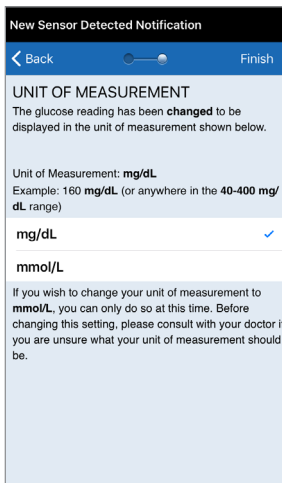 New Sensor Detected Notification
Back
Finish
UNIT OF MEASUREMENT
The glucose reading has been changed to be
displayed in the unit of measurement shown below.
Unit of Measurement: mg/dL
Example: 160 mg/dL (or anywhere in the 40-400 mg/
dL range)
mg/dL
mmol/L
If you wish to change your unit of measurement to
mmol/L, you can only do so at this time. Before
changing this setting, please consult with your doctor if
you are unsure what your unit of measurement should
be.